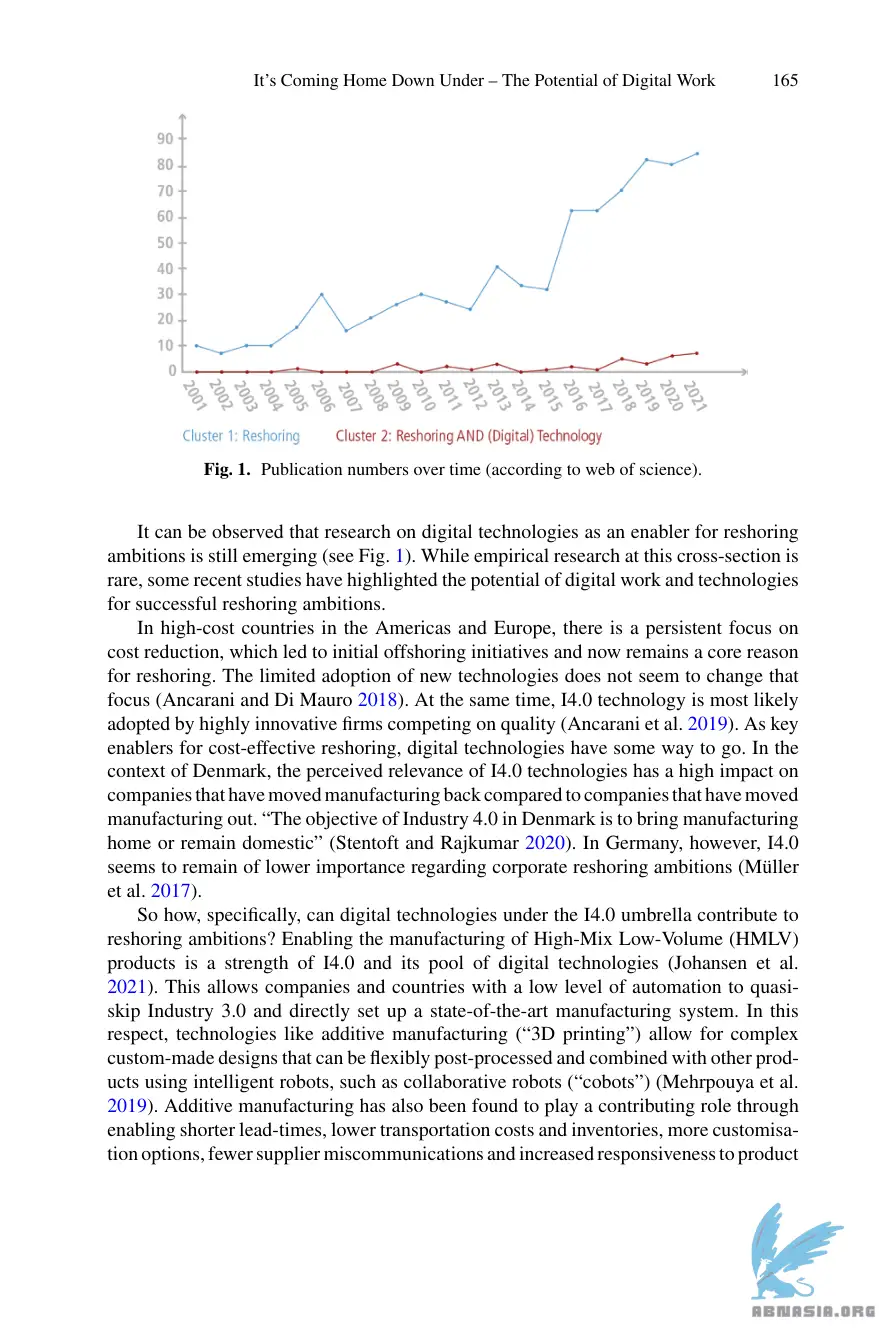 It’s Coming Home Down Under – The Potential of Digital Work 165
90
80
70
60
50
40
30
20
10
0
2001 2002 2003 2004 2005 2006 2007 2008 2009 2010 2011 2012 2013 2014 2015 2016 2017 2018 2019 2020 2021
Cluster 1: Reshoring Cluster 2: Reshoring AND (Digital) Technology
Fig. 1. Publication numbers over time (according to web of science).
It can be observed that research on digital technologies as an enabler for reshoring
ambitions is still emerging (see Fig. 1). While empirical research at this cross-section is
rare, some recent studies have highlighted the potential of digital work and technologies
for successful reshoring ambitions.
In high-cost countries in the Americas and Europe, there is a persistent focus on
cost reduction, which led to initial offshoring initiatives and now remains a core reason
for reshoring. The limited adoption of new technologies does not seem to change that
focus (Ancarani and Di Mauro 2018). At the same time, I4.0 technology is most likely
adopted by highly innovative firms competing on quality (Ancarani et al. 2019). As key
enablers for cost-effective reshoring, digital technologies have some way to go. In the
context of Denmark, the perceived relevance of I4.0 technologies has a high impact on
companies that have moved manufacturing back compared to companies that have moved
manufacturing out. “The objective of Industry 4.0 in Denmark is to bring manufacturing
home or remain domestic” (Stentoft and Rajkumar 2020). In Germany, however, I4.0
seems to remain of lower importance regarding corporate reshoring ambitions (Müller
et al. 2017).
So how, specifically, can digital technologies under the I4.0 umbrella contribute to
reshoring ambitions? Enabling the manufacturing of High-Mix Low-Volume (HMLV)
products is a strength of I4.0 and its pool of digital technologies (Johansen et al.
2021). This allows companies and countries with a low level of automation to quasi-
skip Industry 3.0 and directly set up a state-of-the-art manufacturing system. In this
respect, technologies like additive manufacturing (“3D printing”) allow for complex
custom-made designs that can be flexibly post-processed and combined with other prod-
ucts using intelligent robots, such as collaborative robots (“cobots”) (Mehrpouya et al.
2019). Additive manufacturing has also been found to play a contributing role through
enabling shorter lead-times, lower transportation costs and inventories, more customisa-
tion options, fewer supplier miscommunications and increased responsiveness to product
ABNASIA.ORG